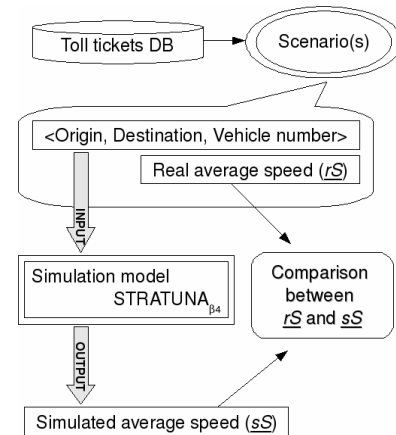 Toll tickets DB
Scenario(s)
<Origin, Destination, Vehicle number>
Real average speed (rS)
INPUT
Simulation model
STRATUNAβ4
Comparison
between
rS and sS
OUTPUT
Simulated average speed (sS)